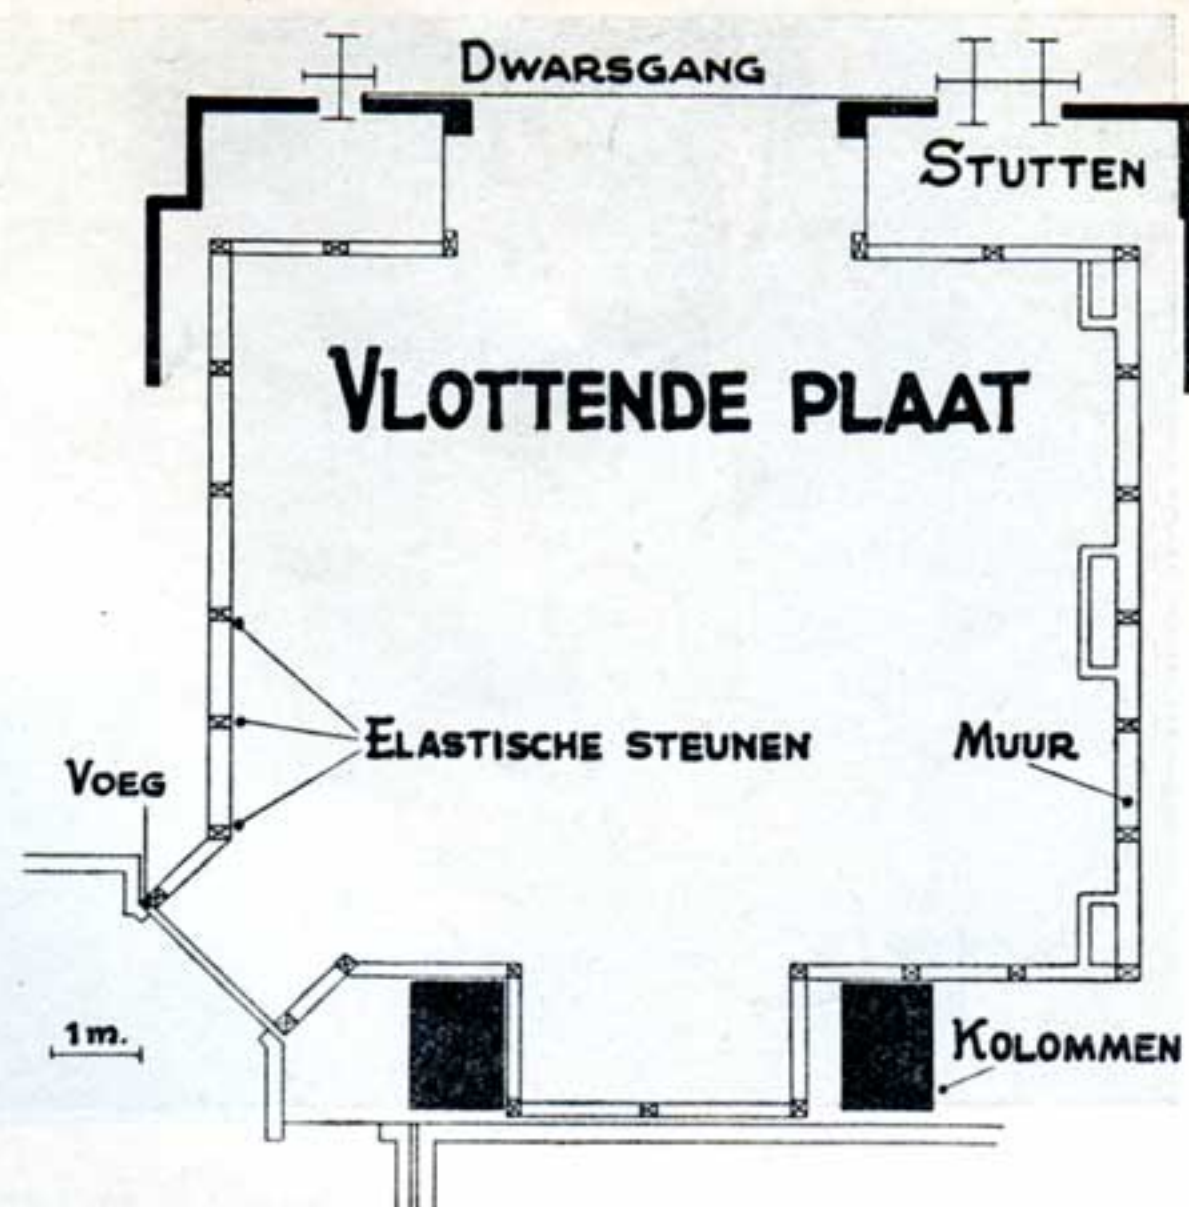 DWARSGANG
STUTTEN
VLOTTENDE PLAAT
ELASTISCHE STEUNEN
MUUR
VOEG
1m.
KOLOMMEN